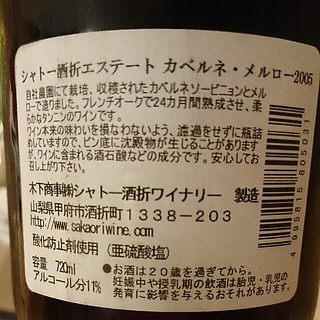 シャトー酒折エステート カベルネ・メルロー2005
自社農園にて栽培、収穫されたカベルネソービニョンとメル
ローで造りました。フレンチオークで24カ月間熟成させ、柔
らかなタンニンのワインです。
ワイン本来の味わいを損なわないよう、濾過をせずに瓶詰
めしていますので、ビン底に沈殿物が生じることがあります
が、ワインに含まれる酒石酸などの成分です。安心してお
召し上がり下さい。
木下商事㈱シャトー酒折ワイナリー 製造
山梨県甲府市酒折町1338-203
http://www.sakaoriwine.com/
酸化防止剤使用(亜硫酸塩)
容量 720ml
アルコール分11%
●お酒は20歳を過ぎてから。
妊娠中や授乳期の飲酒は胎児・乳児の
発育に影響を与えるおそれがあります。
4995815805031